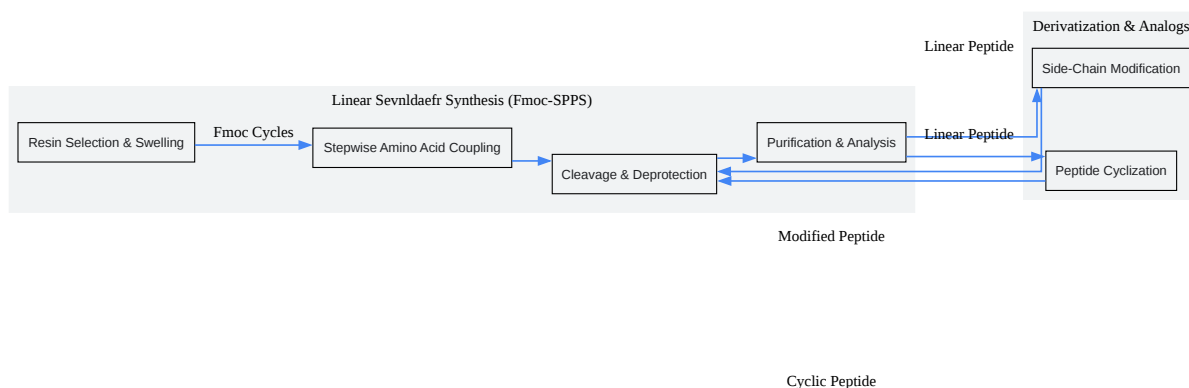 Derivatization & Analogs
Linear Peptide
Side-Chain Modification
Linear Sevnldaefr Synthesis (Fmoc-SPPS)
Resin Selection & Swelling
Fmoc Cycles
Stepwise Amino Acid Coupling
Purification & Analysis
Linear Peptide
Cleavage & Deprotection
Peptide Cyclization
Modified Peptide
Cyclic Peptide